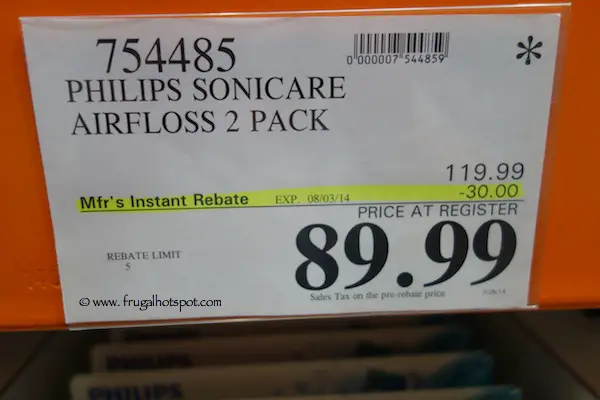 754485
0 000007 544859
*
PHILIPS SONICARE
AIRFLOSS 2 PACK
119.99
Mfr's Instant Rebate EXP. 08/03/14 -30.00
PRICE AT REGISTER
89.99
REBATE LIMIT
5
Sales Tax on the pre-rebate price
© www.frugalhotspot.com
PHILIPS